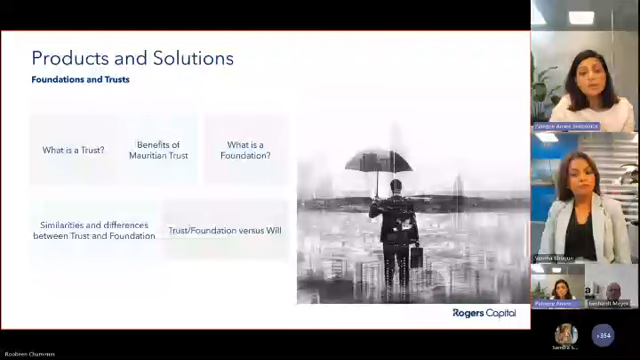 Products and Solutions
Foundations and Trusts
What is a Trust?
Benefits of
Mauritian Trust
What is a
Foundation?
Similarities and differences
between Trust and Foundation
Trust/Foundation versus Will
Rogers Capital
+354